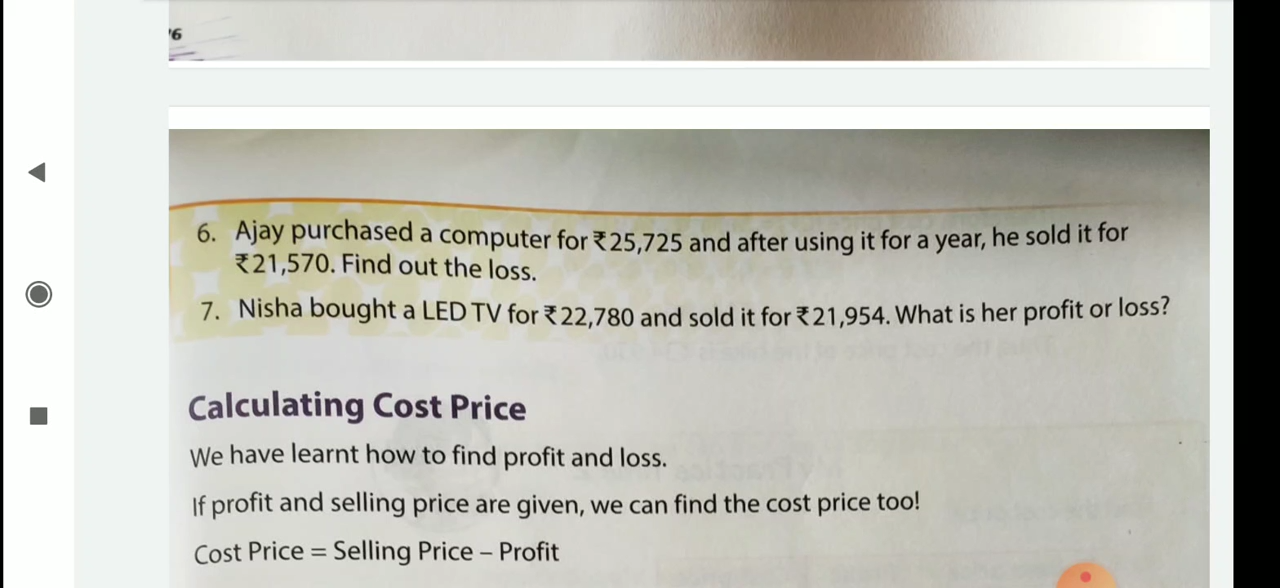 '6
6. Ajay purchased a computer for ₹25,725 and after using it for a year, he sold it for
₹21,570. Find out the loss.
7. Nisha bought a LED TV for ₹22,780 and sold it for ₹21,954. What is her profit or loss?
Calculating Cost Price
We have learnt how to find profit and loss.
If profit and selling price are given, we can find the cost price too!
Cost Price = Selling Price – Profit